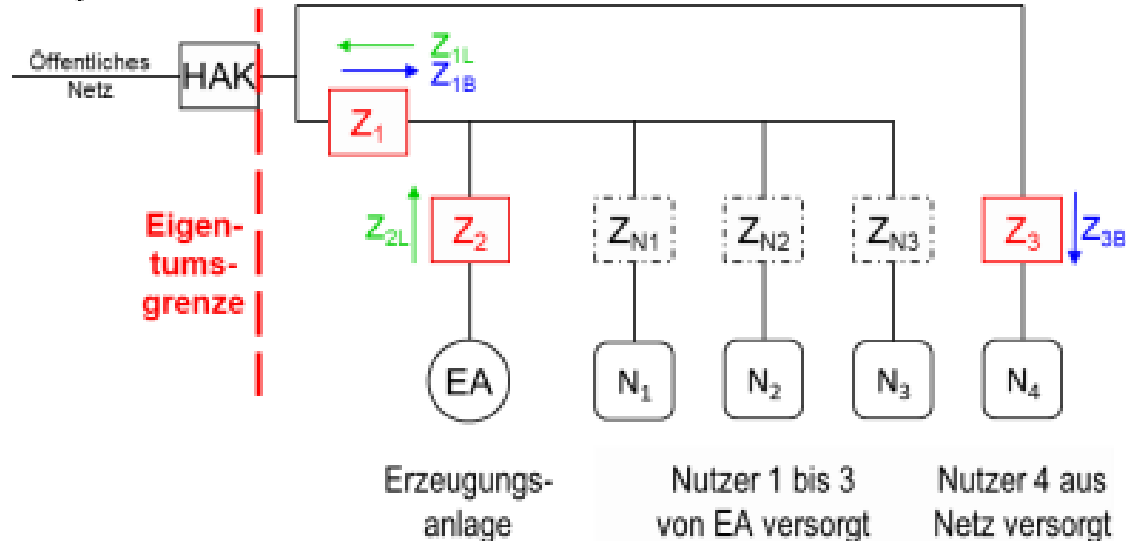 Öffentliches
Netz
HAK
Z1L
Z1B
Z1
Eigen-
tums-
grenze
Z2L
Z2
ZN1
ZN2
ZN3
Z3
Z3B
EA
N1
N2
N3
N4
Erzeugungs-
anlage
Nutzer 1 bis 3
von EA versorgt
Nutzer 4 aus
Netz versorgt